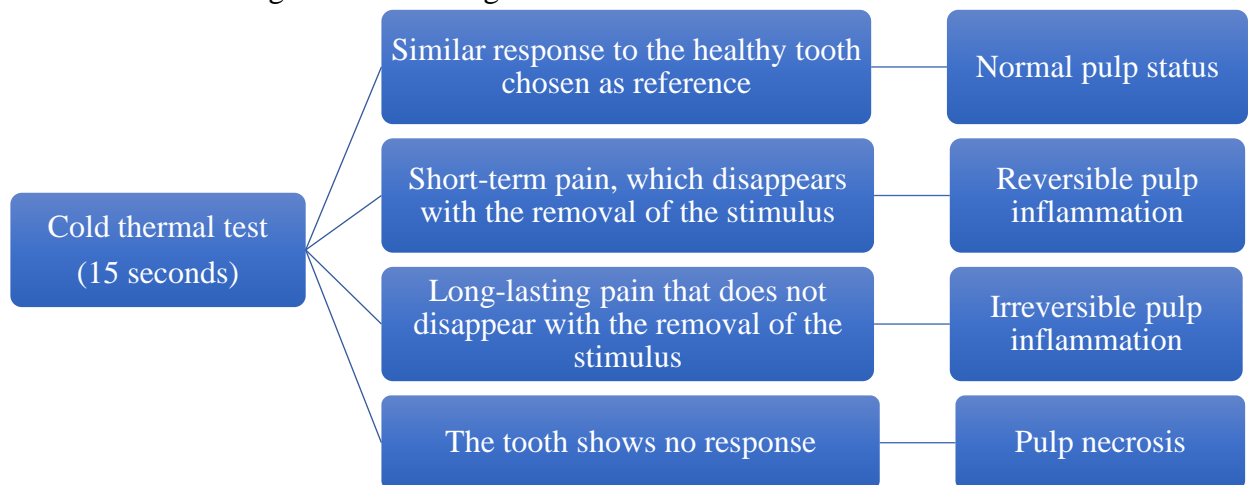 Similar response to the healthy tooth
chosen as reference
Normal pulp status
Short-term pain, which disappears
with the removal of the stimulus
Reversible pulp
inflammation
Cold thermal test
(15 seconds)
Long-lasting pain that does not
disappear with the removal of the
stimulus
Irreversible pulp
inflammation
The tooth shows no response
Pulp necrosis